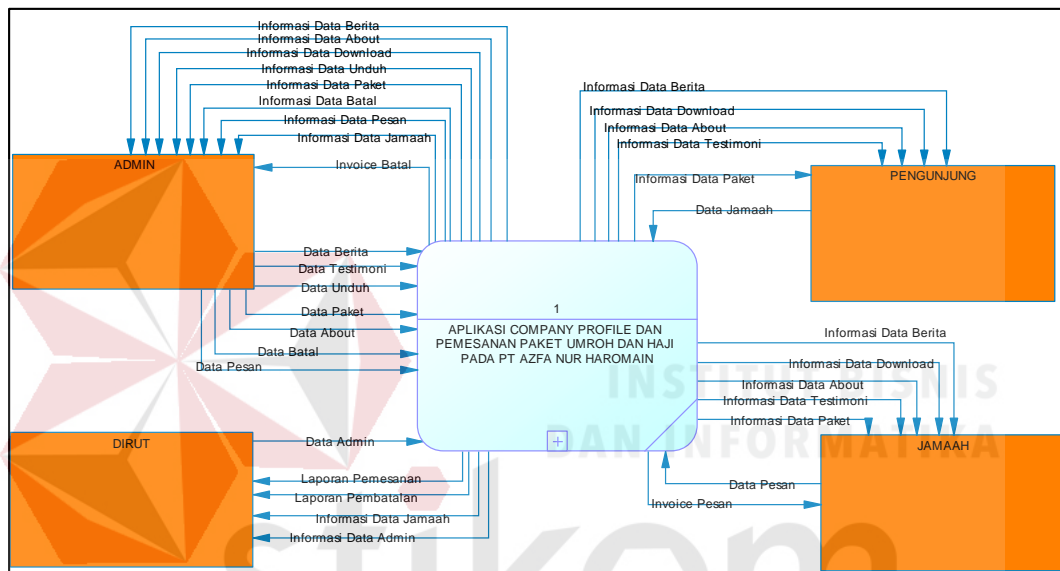 Informasi Data Berita
Informasi Data About
Informasi Data Download
Informasi Data Unduh
Informasi Data Paket
Informasi Data Batal
Informasi Data Pesan
Informasi Data Jamaah
Invoice Batal
ADMIN
Data Berita
Data Testimoni
Data Unduh
Data Paket
Data About
Data Batal
Data Pesan
Informasi Data Berita
Informasi Data Download
Informasi Data About
Informasi Data Testimoni
Informasi Data Paket
PENGUNJUNG
Data Jamaah
1
APLIKASI COMPANY PROFILE DAN
PEMESANAN PAKET UMROH DAN HAJI
PADA PT AZFA NUR HAROMAIN
Informasi Data Berita
Informasi Data Download
Informasi Data About
Informasi Data Testimoni
Informasi Data Paket
JAMAAH
Data Pesan
Invoice Pesan
DIRUT
Data Admin
Laporan Pemesanan
Laporan Pembatalan
Informasi Data Jamaah
Informasi Data Admin
INSTITUT BISNIS
DAN INFORMATIKA
stikom